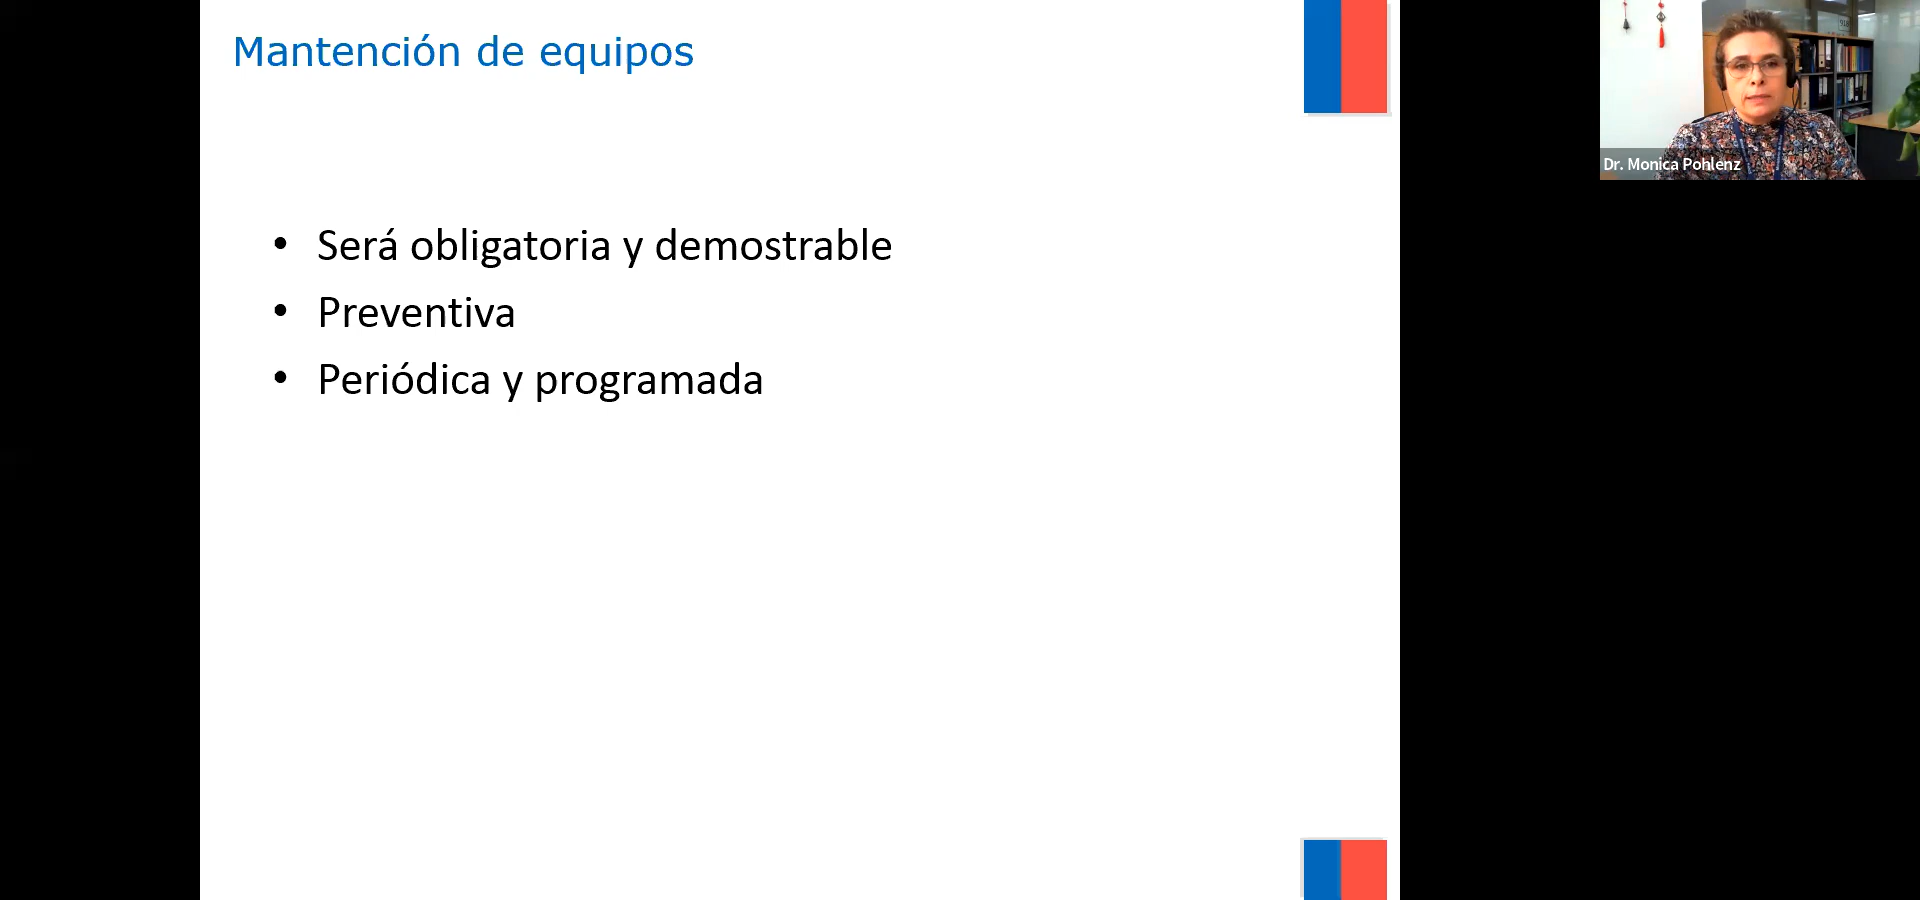 Mantención de equipos
Dr. Monica Pohlenz
• Será obligatoria y demostrable
• Preventiva
• Periódica y programada